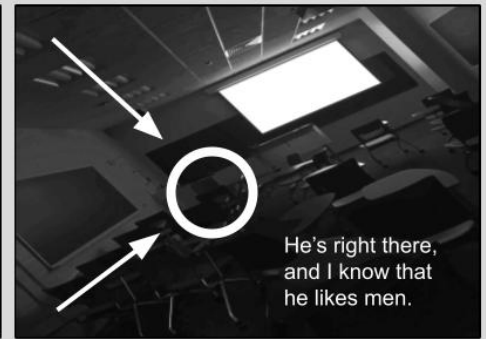 He's right there,
and I know that
he likes men.